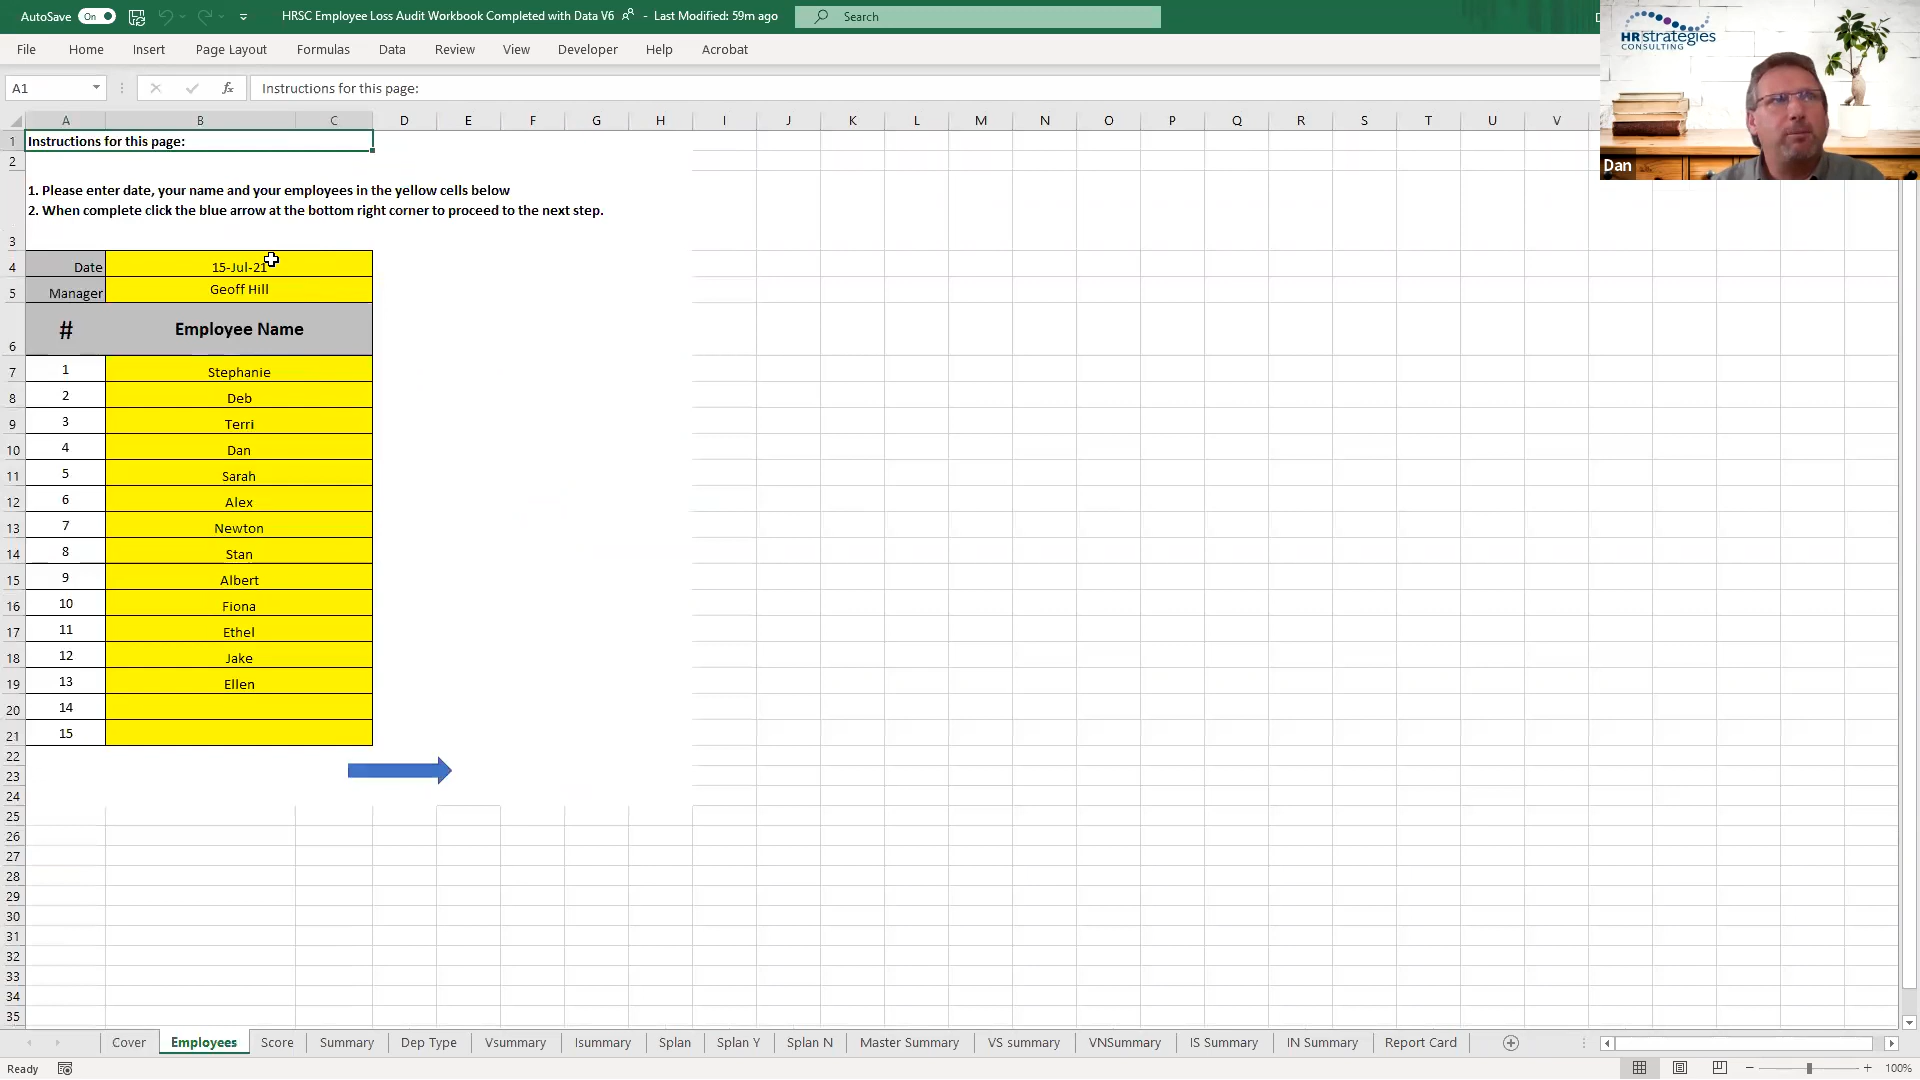 AutoSave On HRSC Employee Loss Audit Workbook Completed with Data V6 - Last Modified: 59m ago Search
File Home Insert Page Layout Formulas Data Review View Developer Help Acrobat
A1 fx Instructions for this page:
HRstrategies
CONSULTING
Dan
A B C D E F G H I J K L M N O P Q R S T U V
1 Instructions for this page:
2
1. Please enter date, your name and your employees in the yellow cells below
2. When complete click the blue arrow at the bottom right corner to proceed to the next step.
3
4 Date 15-Jul-21
5 Manager Geoff Hill
6 # Employee Name
7 1 Stephanie
8 2 Deb
9 3 Terri
10 4 Dan
11 5 Sarah
12 6 Alex
13 7 Newton
14 8 Stan
15 9 Albert
16 10 Fiona
17 11 Ethel
18 12 Jake
19 13 Ellen
20 14
21 15
22
23
24
25
26
27
28
29
30
31
32
33
34
35
Cover Employees Score Summary Dep Type Vsummary Isummary Splan Splan Y Splan N Master Summary VS summary VNSummary IS Summary IN Summary Report Card
Ready 100%